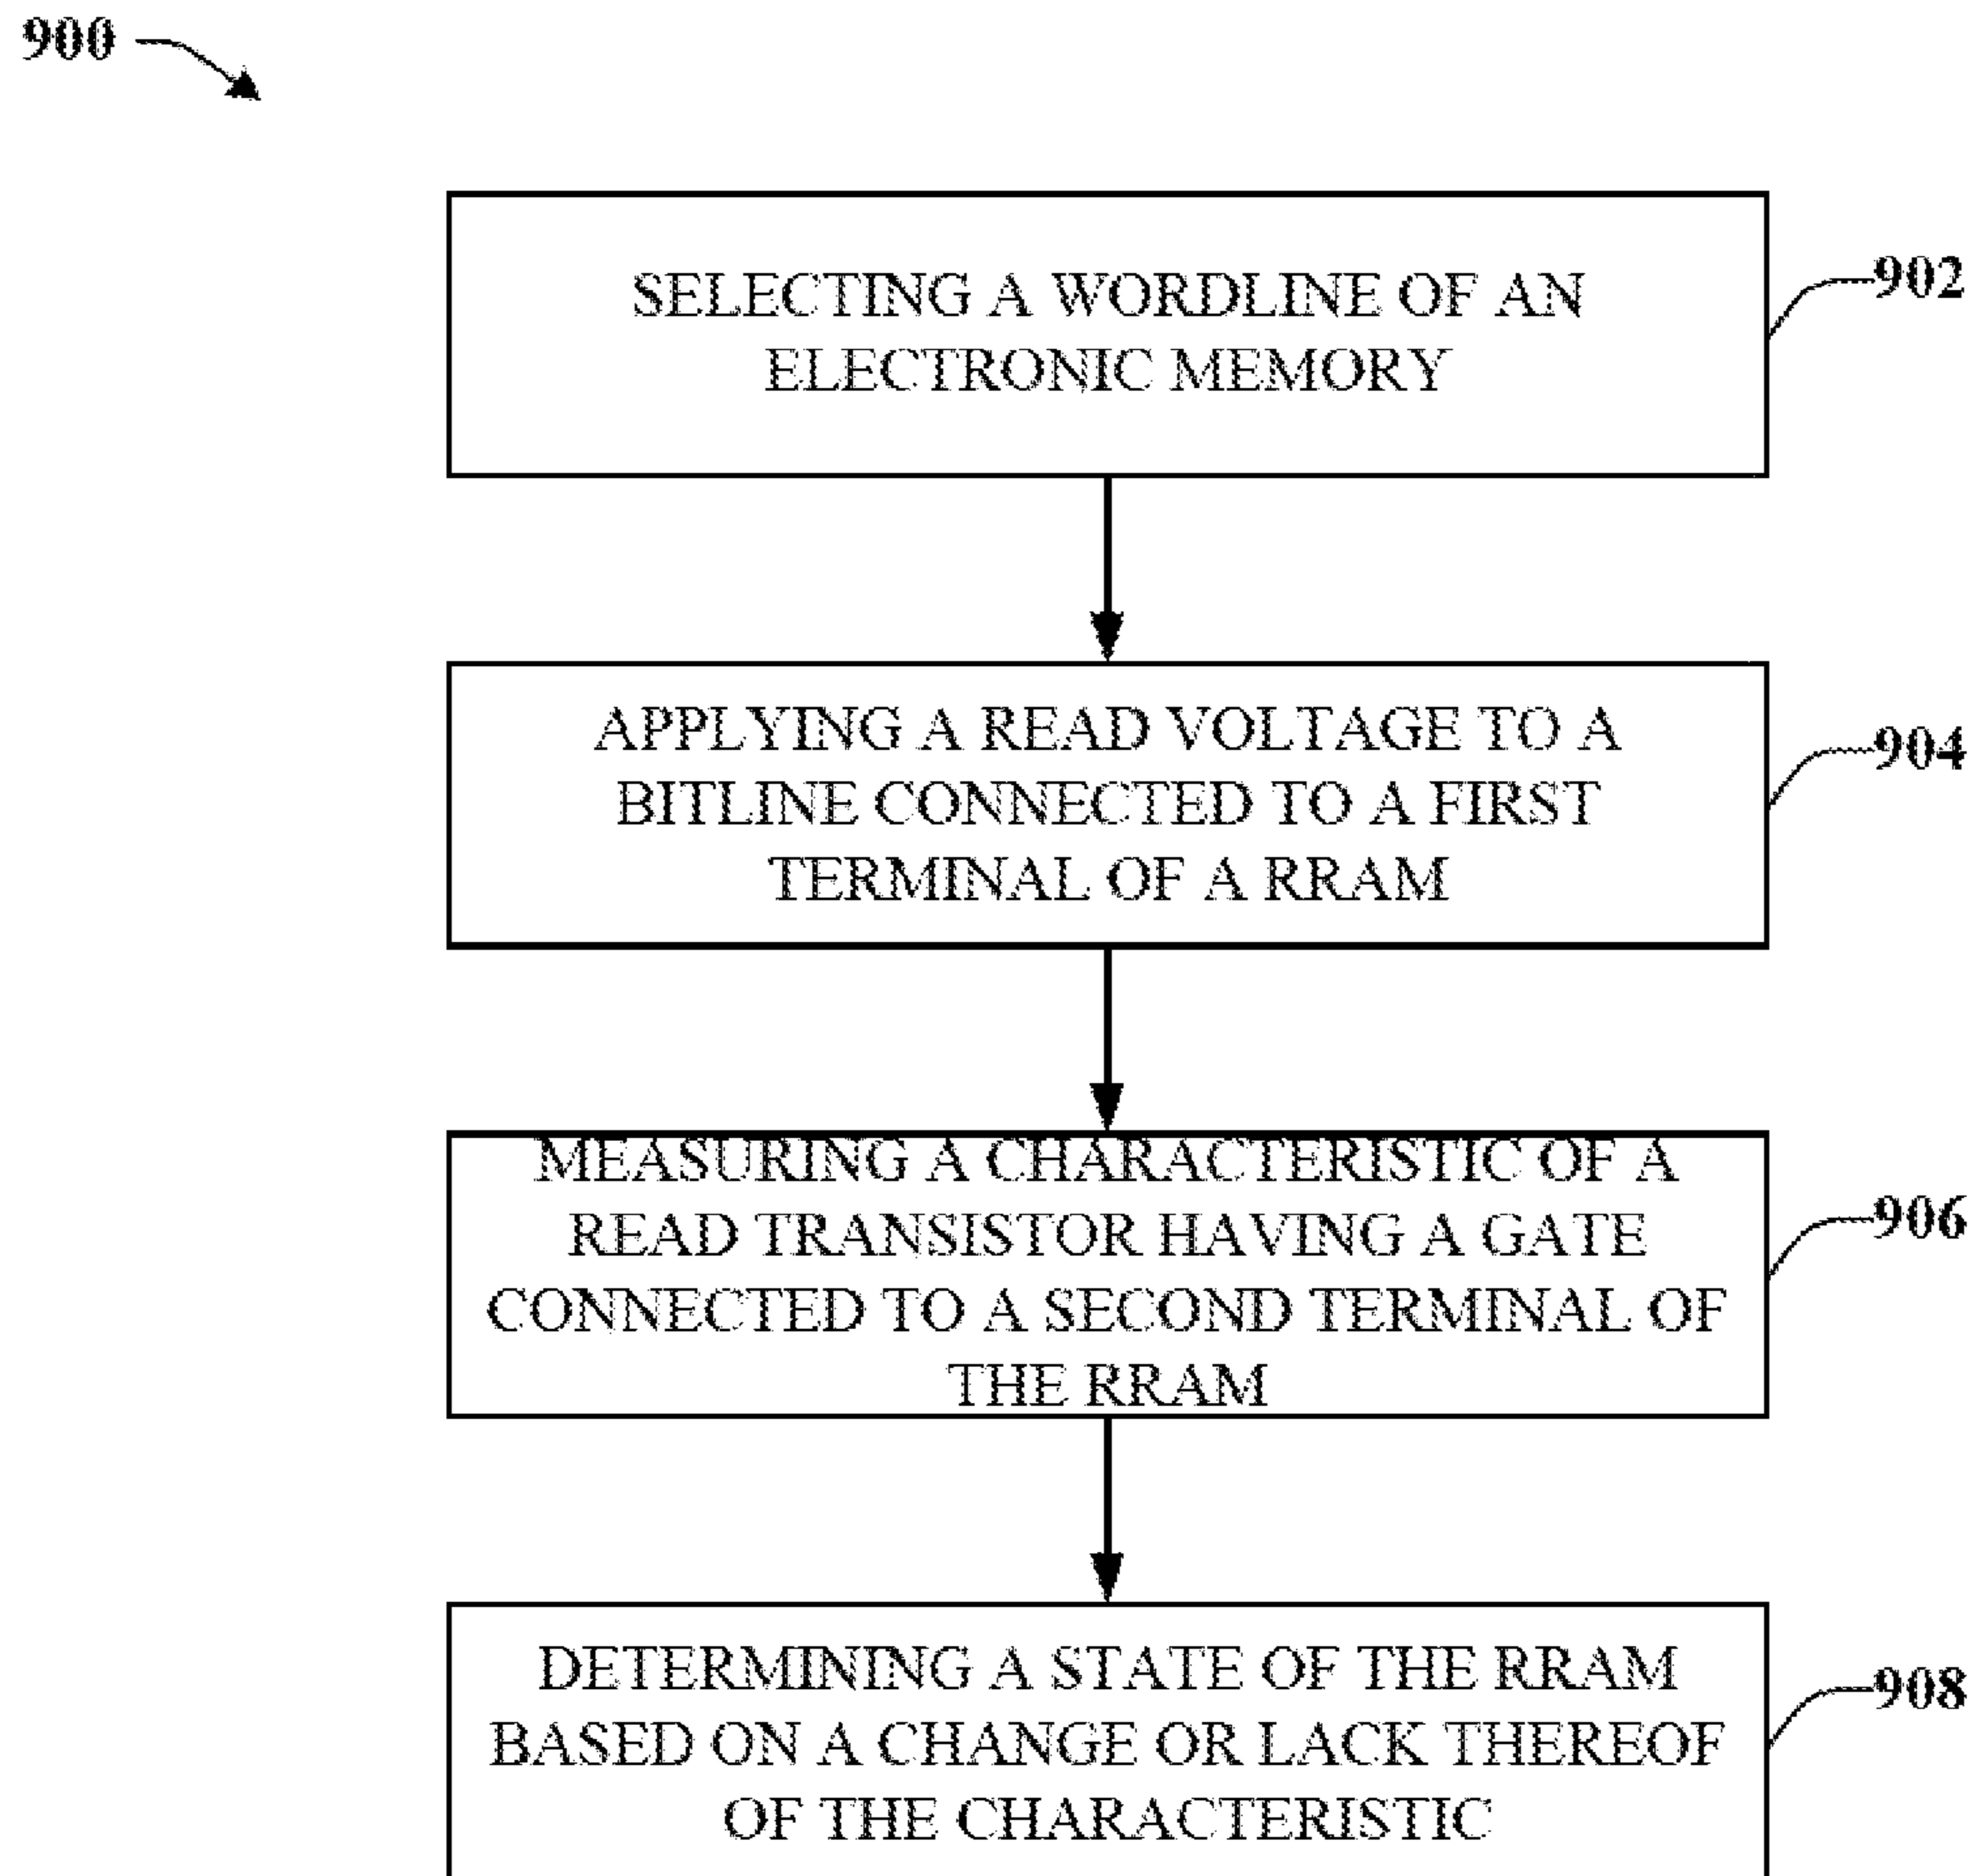 900
SELECTING A WORDLINE OF AN
ELECTRONIC MEMORY
902
APPLYING A READ VOLTAGE TO A
BITLINE CONNECTED TO A FIRST
TERMINAL OF A RRAM
904
MEASURING A CHARACTERISTIC OF A
READ TRANSISTOR HAVING A GATE
CONNECTED TO A SECOND TERMINAL OF
THE RRAM
906
DETERMINING A STATE OF THE RRAM
BASED ON A CHANGE OR LACK THEREOF
OF THE CHARACTERISTIC
908